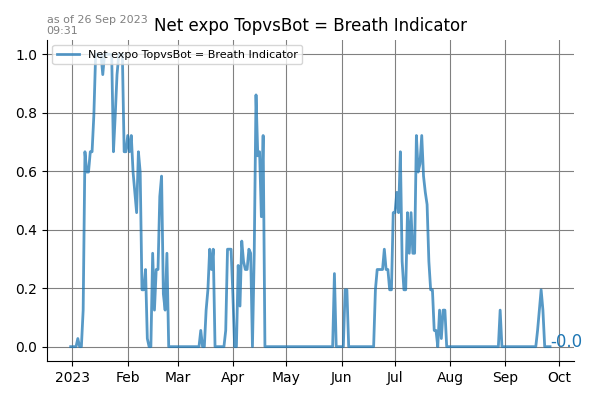 as of 26 Sep 2023
09:31
Net expo TopvsBot = Breath Indicator
Net expo TopvsBot = Breath Indicator
1.0
0.8
0.6
0.4
0.2
0.0
-0.0
2023 Feb Mar Apr May Jun Jul Aug Sep Oct